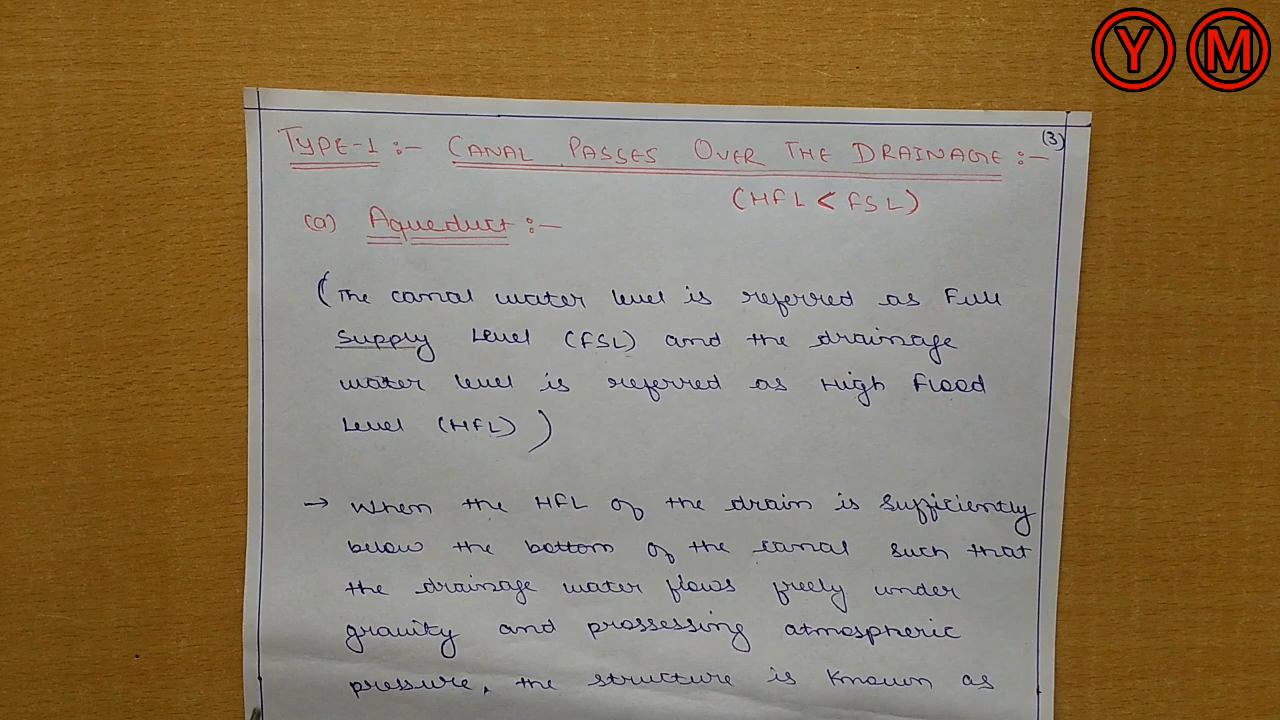 Y M
(3)
TYPE-1 :- CANAL PASSES OVER THE DRAINAGE :-
(HFL < FSL)
(a) Aqueduct :-
(The canal water level is referred as Full
Supply Level (FSL) and the drainage
water level is referred as High Flood
Level (HFL))
→ When the HFL of the drain is sufficiently
below the bottom of the canal such that
the drainage water flows freely under
gravity and prossessing atmospheric
pressure, the structure is known as